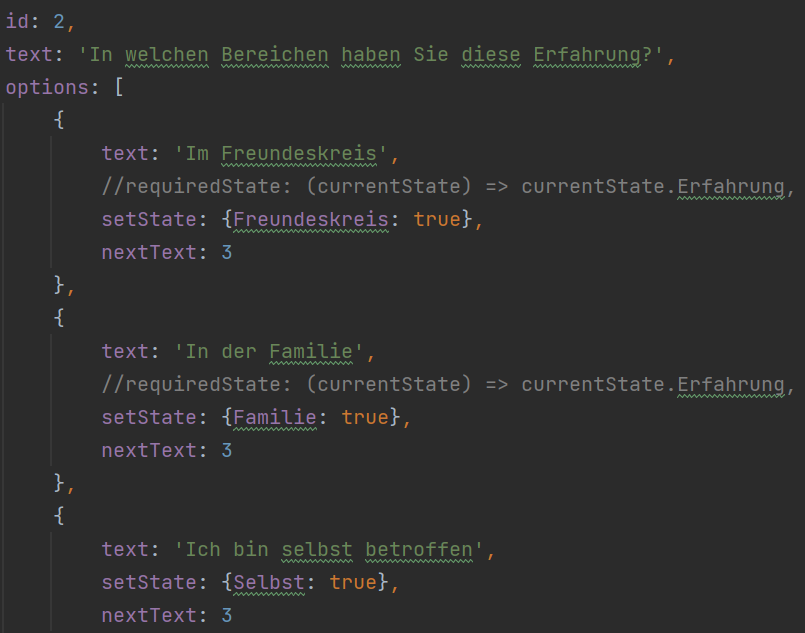 id: 2,
text: 'In welchen Bereichen haben Sie diese Erfahrung?',
options: [
{
text: 'Im Freundeskreis',
//requiredState: (currentState) => currentState.Erfahrung,
setState: {Freundeskreis: true},
nextText: 3
},
{
text: 'In der Familie',
//requiredState: (currentState) => currentState.Erfahrung,
setState: {Familie: true},
nextText: 3
},
{
text: 'Ich bin selbst betroffen',
setState: {Selbst: true},
nextText: 3